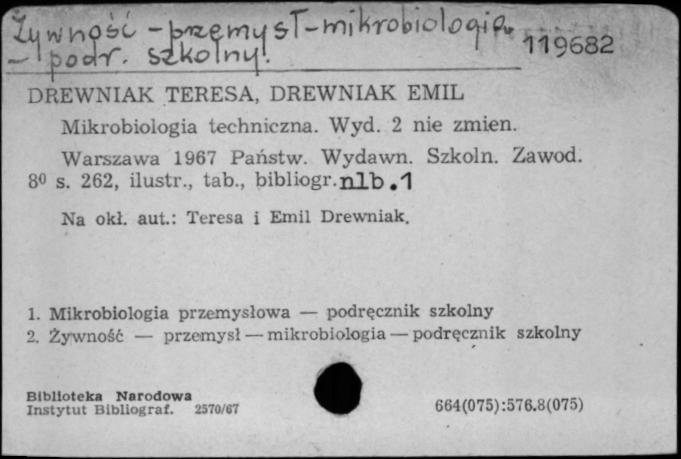 Żywność - przemysł - mikrobiologia
- podr. szkolny. 119682
DREWNIAK TERESA, DREWNIAK EMIL
Mikrobiologia techniczna. Wyd. 2 nie zmien.
Warszawa 1967 Państw. Wydawn. Szkoln. Zawod.
8⁰ s. 262, ilustr., tab., bibliogr. nlb.1
Na okł. aut.: Teresa i Emil Drewniak.
1. Mikrobiologia przemysłowa — podręcznik szkolny
2. Żywność — przemysł — mikrobiologia — podręcznik szkolny
Biblioteka Narodowa
Instytut Bibliograf. 2570/67 664(075):576.8(075)